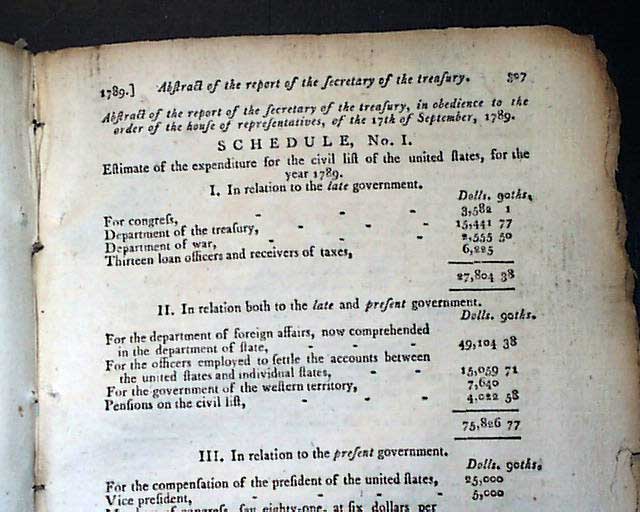 1789.] Abſtract of the report of the ſecretary of the treaſury. 307
Abſtract of the report of the ſecretary of the treaſury, in obedience to the
order of the houſe of repreſentatives, of the 17th of September, 1789.
SCHEDULE, No. I.
Eſtimate of the expenditure for the civil liſt of the united ſtates, for the
year 1789.
I. In relation to the late government.
Dolls. 90ths.
For congreſs, - - - 3,582 1
Department of the treaſury, - - - 15,441 77
Department of war, - - - 2,555 50
Thirteen loan officers and receivers of taxes, - 6,225
27,804 38
II. In relation both to the late and preſent government.
Dolls. 90ths.
For the department of foreign affairs, now comprehended
in the department of ſtate, - - - 49,104 38
For the officers employed to ſettle the accounts between
the united ſtates and individual ſtates, - - 15,059 71
For the government of the weſtern territory, - - 7,640
Penſions on the civil liſt, - - - 4,022 58
75,826 77
III. In relation to the preſent government.
Dolls. 90ths.
For the compenſation of the preſident of the united ſtates, 25,000
Vice preſident, - - - - 5,000
congreſs, ſay eighty-one, at ſix dollars per